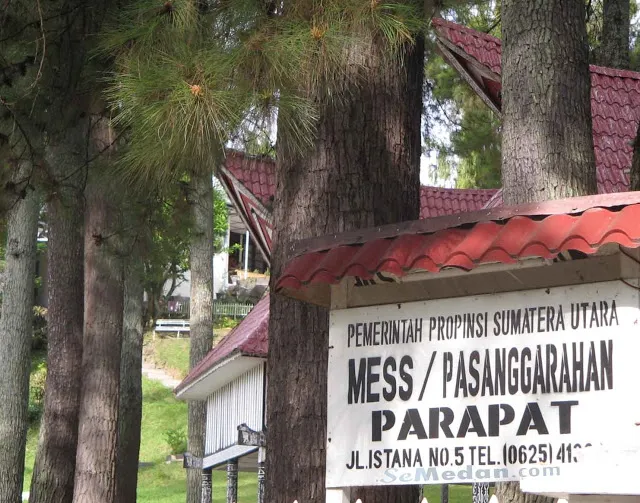 PEMERINTAH PROPINSI SUMATERA UTARA
MESS / PASANGGARAHAN
PARAPAT
JL.ISTANA NO.5 TEL.(0625)
SeMedan.com